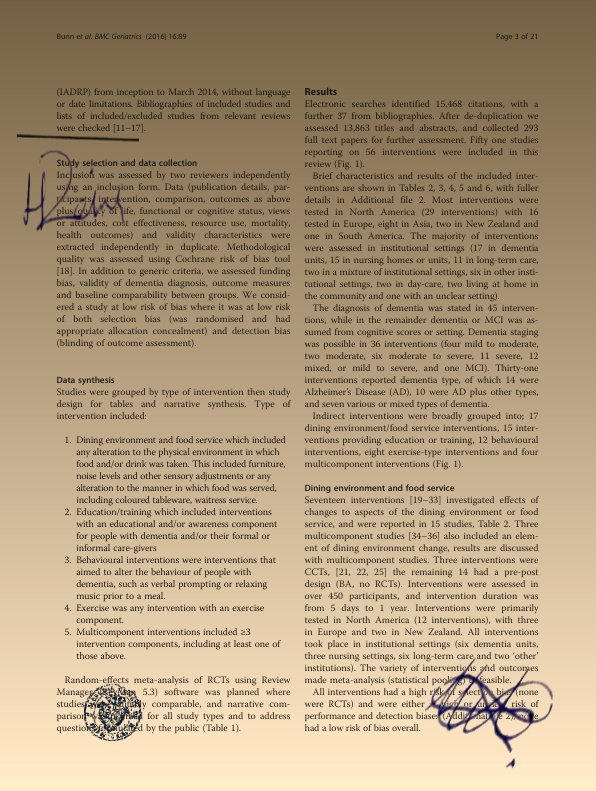 Bunn et al. BMC Geriatrics (2016) 16:89
Page 3 of 21
(IADRP) from inception to March 2014, without language
or date limitations. Bibliographies of included studies and
lists of included/excluded studies from relevant reviews
were checked [11–17].
Study selection and data collection
Inclusion was assessed by two reviewers independently
using an inclusion form. Data (publication details, par-
ticipants, intervention, comparison, outcomes as above
plus quality of life, functional or cognitive status, views
or attitudes, cost effectiveness, resource use, mortality,
health outcomes) and validity characteristics were
extracted independently in duplicate. Methodological
quality was assessed using Cochrane risk of bias tool
[18]. In addition to generic criteria, we assessed funding
bias, validity of dementia diagnosis, outcome measures
and baseline comparability between groups. We consid-
ered a study at low risk of bias where it was at low risk
of both selection bias (was randomised and had
appropriate allocation concealment) and detection bias
(blinding of outcome assessment).
Data synthesis
Studies were grouped by type of intervention then study
design for tables and narrative synthesis. Type of
intervention included:
1. Dining environment and food service which included
any alteration to the physical environment in which
food and/or drink was taken. This included furniture,
noise levels and other sensory adjustments or any
alteration to the manner in which food was served,
including coloured tableware, waitress service.
2. Education/training which included interventions
with an educational and/or awareness component
for people with dementia and/or their formal or
informal care-givers
3. Behavioural interventions were interventions that
aimed to alter the behaviour of people with
dementia, such as verbal prompting or relaxing
music prior to a meal.
4. Exercise was any intervention with an exercise
component.
5. Multicomponent interventions included ≥3
intervention components, including at least one of
those above.
Random-effects meta-analysis of RCTs using Review
Manager 5.3) software was planned where
studies comparable, and narrative com-
parison for all study types and to address
by the public (Table 1).
Results
Electronic searches identified 15,468 citations, with a
further 37 from bibliographies. After de-duplication we
assessed 13,863 titles and abstracts, and collected 293
full text papers for further assessment. Fifty one studies
reporting on 56 interventions were included in this
review (Fig. 1).
Brief characteristics and results of the included inter-
ventions are shown in Tables 2, 3, 4, 5 and 6, with fuller
details in Additional file 2. Most interventions were
tested in North America (29 interventions) with 16
tested in Europe, eight in Asia, two in New Zealand and
one in South America. The majority of interventions
were assessed in institutional settings (17 in dementia
units, 15 in nursing homes or units, 11 in long-term care,
two in a mixture of institutional settings, six in other insti-
tutional settings, two in day-care, two living at home in
the community and one with an unclear setting).
The diagnosis of dementia was stated in 45 interven-
tions, while in the remainder dementia or MCI was as-
sumed from cognitive scores or setting. Dementia staging
was possible in 36 interventions (four mild to moderate,
two moderate, six moderate to severe, 11 severe, 12
mixed, or mild to severe, and one MCI). Thirty-one
interventions reported dementia type, of which 14 were
Alzheimer's Disease (AD), 10 were AD plus other types,
and seven various or mixed types of dementia.
Indirect interventions were broadly grouped into; 17
dining environment/food service interventions, 15 inter-
ventions providing education or training, 12 behavioural
interventions, eight exercise-type interventions and four
multicomponent interventions (Fig. 1).
Dining environment and food service
Seventeen interventions [19–33] investigated effects of
changes to aspects of the dining environment or food
service, and were reported in 15 studies, Table 2. Three
multicomponent studies [34–36] also included an elem-
ent of dining environment change, results are discussed
with multicomponent studies. Three interventions were
CCTs, [21, 22, 25] the remaining 14 had a pre-post
design (BA, no RCTs). Interventions were assessed in
over 450 participants, and intervention duration was
from 5 days to 1 year. Interventions were primarily
tested in North America (12 interventions), with three
in Europe and two in New Zealand. All interventions
took place in institutional settings (six dementia units,
three nursing settings, six long-term care and two 'other'
institutions). The variety of interventions and outcomes
made meta-analysis (statistical pooling) feasible.
All interventions had a high risk of selection bias (none
were RCTs) and were either or risk of
performance and detection biases
had a low risk of bias overall.